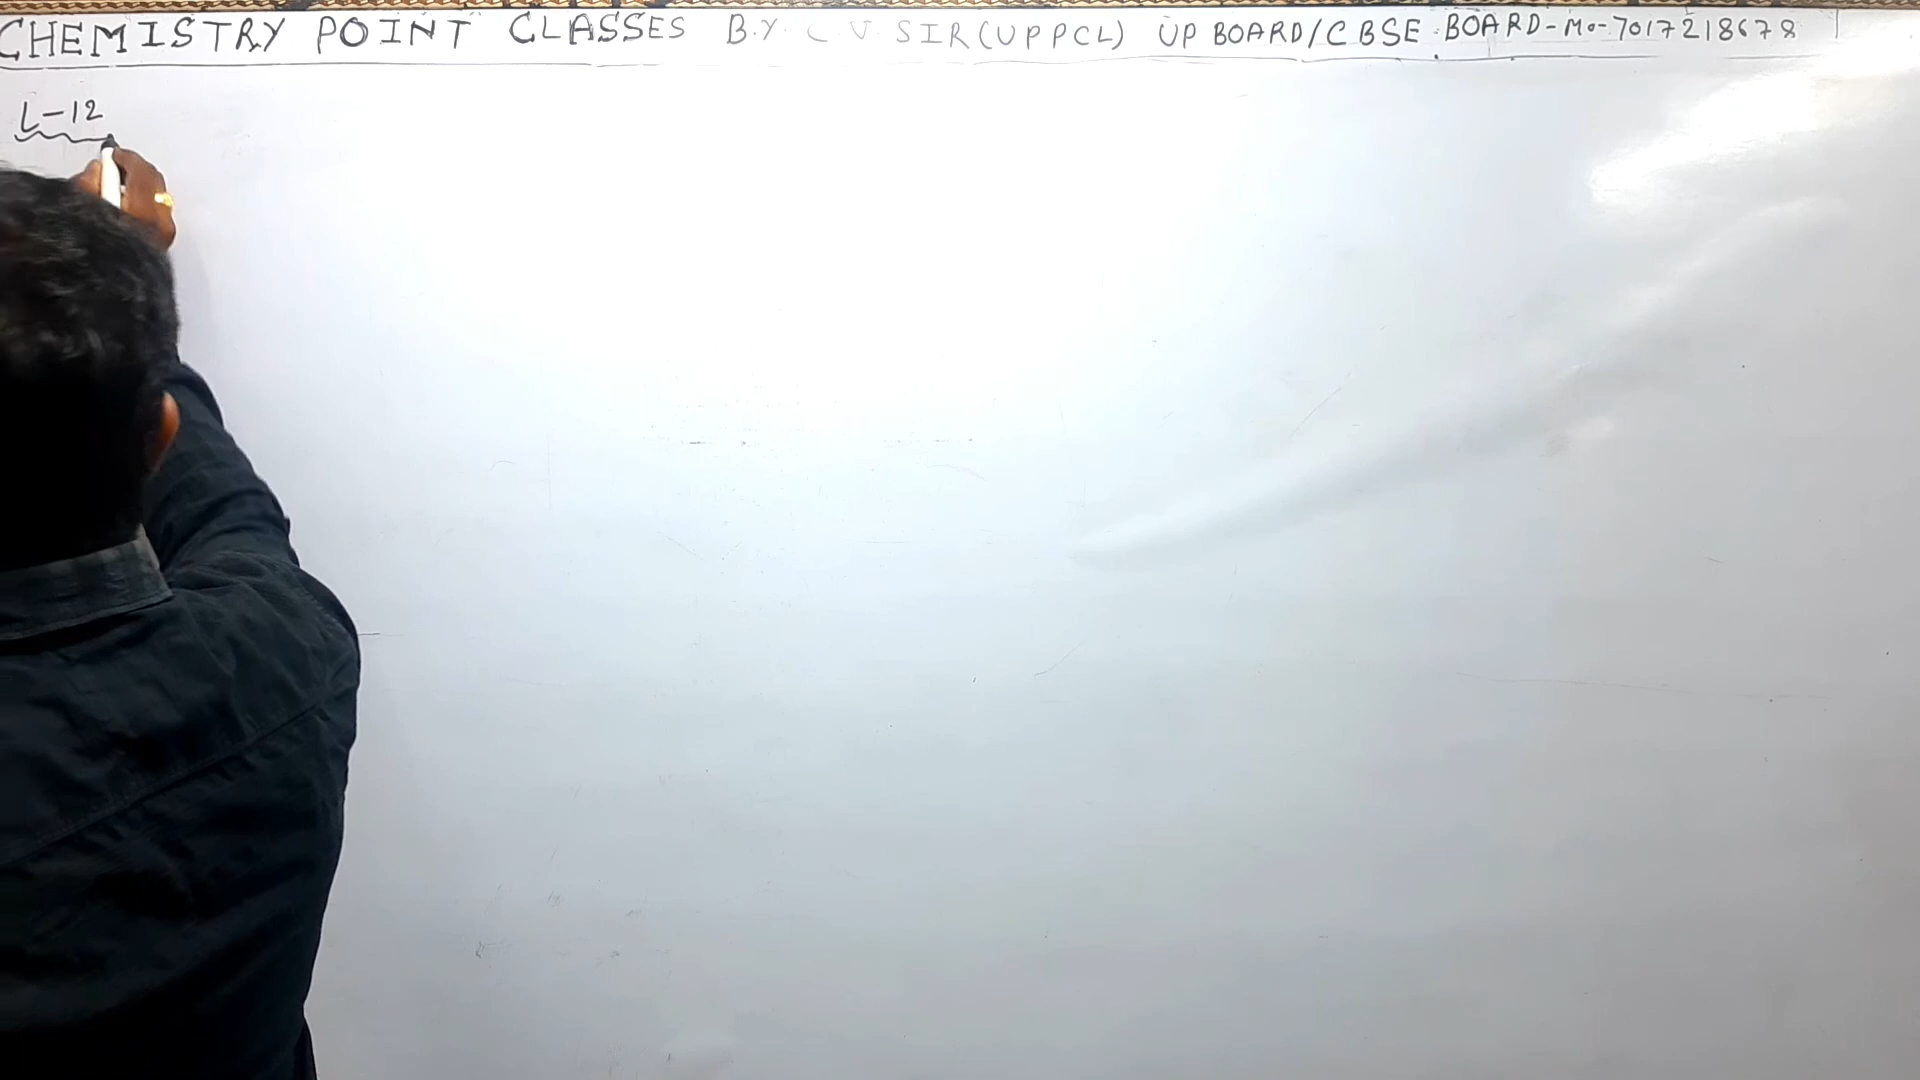 CHEMISTRY POINT CLASSES B.Y. C V SIR (UPPCL) UP BOARD/CBSE BOARD-Mo-7017218678
L-12